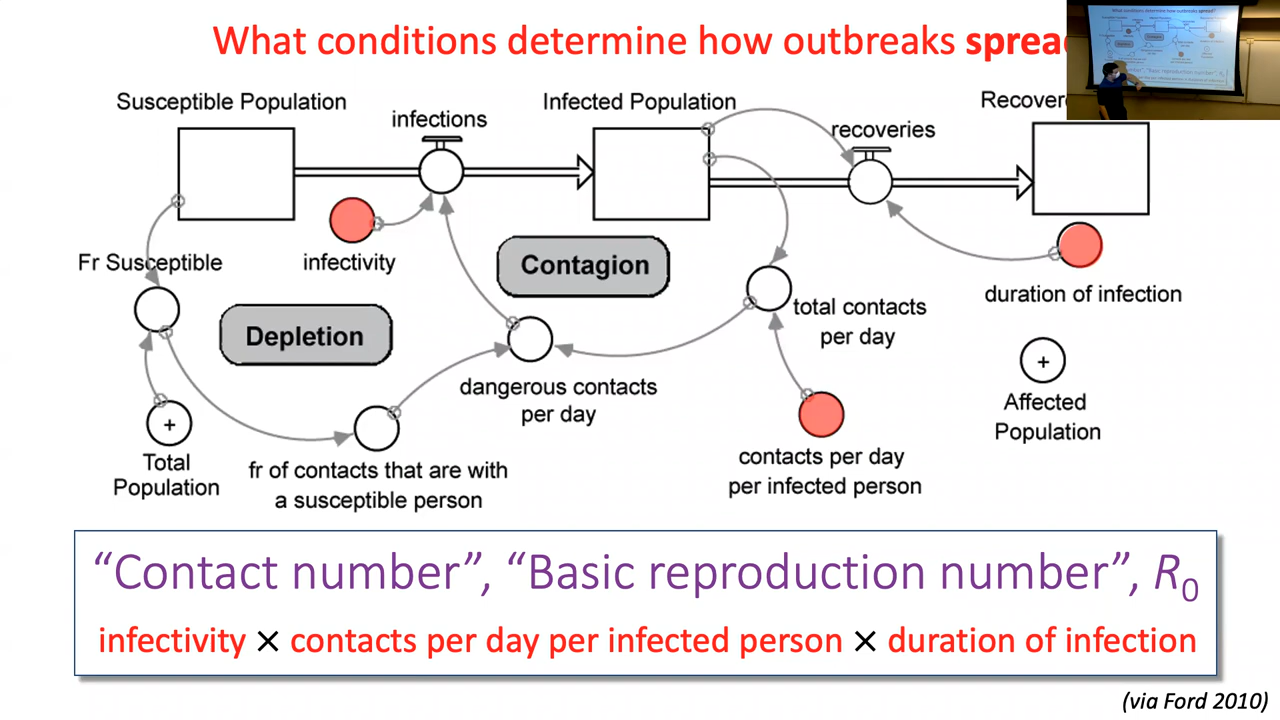 What conditions determine how outbreaks
Susceptible Population
infections
Infected Population
recoveries
Fr Susceptible
infectivity
Contagion
duration of infection
Depletion
total contacts
per day
dangerous contacts
per day
+
Affected
Population
+
Total
Population
fr of contacts that are with
a susceptible person
contacts per day
per infected person
“Contact number”, “Basic reproduction number”, R0
infectivity × contacts per day per infected person × duration of infection
(via Ford 2010)